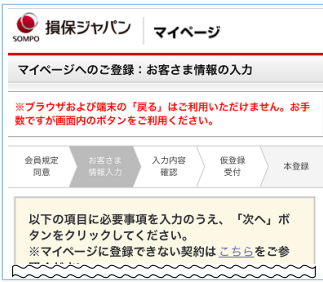 損保ジャパン マイページ
SOMPO
マイページへのご登録：お客さま情報の入力
※ブラウザおよび端末の「戻る」はご利用いただけません。お手
数ですが画面内のボタンをご利用ください。
会員規定 お客さま 入力内容 仮登録 本登録
同意 情報入力 確認 受付
以下の項目に必要事項を入力のうえ、「次へ」ボ
タンをクリックしてください。
※マイページに登録できない契約はこちらをご参